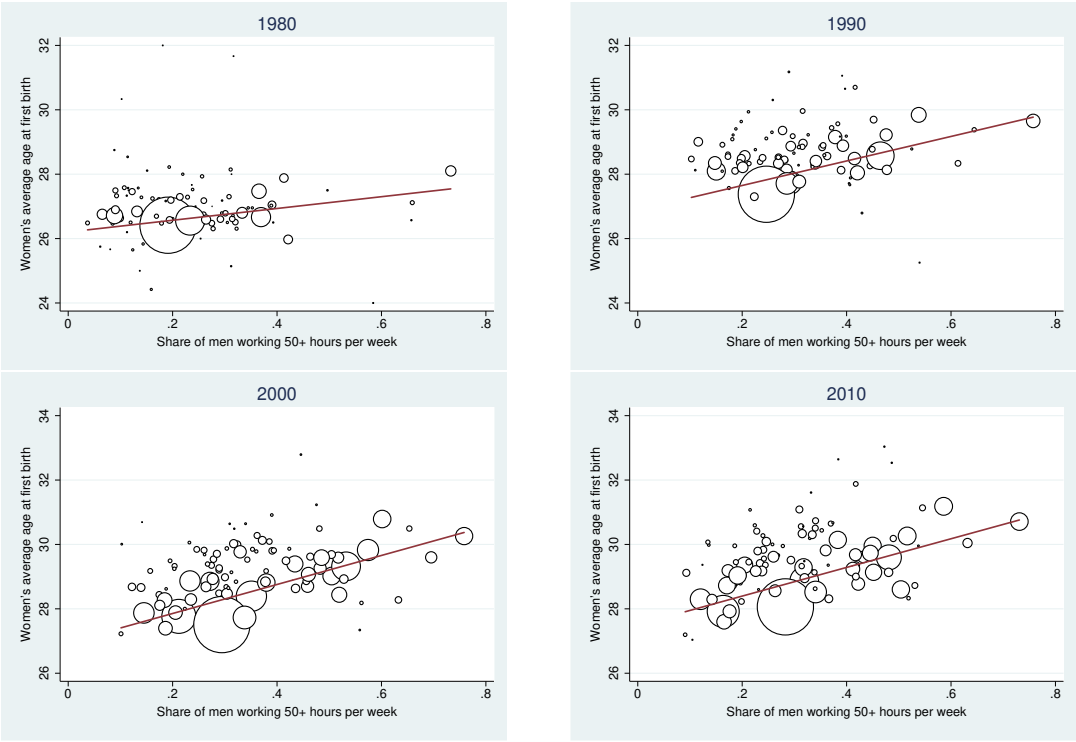 1980
Women's average age at first birth
32
30
28
26
24
0 .2 .4 .6 .8
Share of men working 50+ hours per week
1990
Women's average age at first birth
32
30
28
26
24
0 .2 .4 .6 .8
Share of men working 50+ hours per week
2000
Women's average age at first birth
34
32
30
28
26
0 .2 .4 .6 .8
Share of men working 50+ hours per week
2010
Women's average age at first birth
34
32
30
28
26
0 .2 .4 .6 .8
Share of men working 50+ hours per week